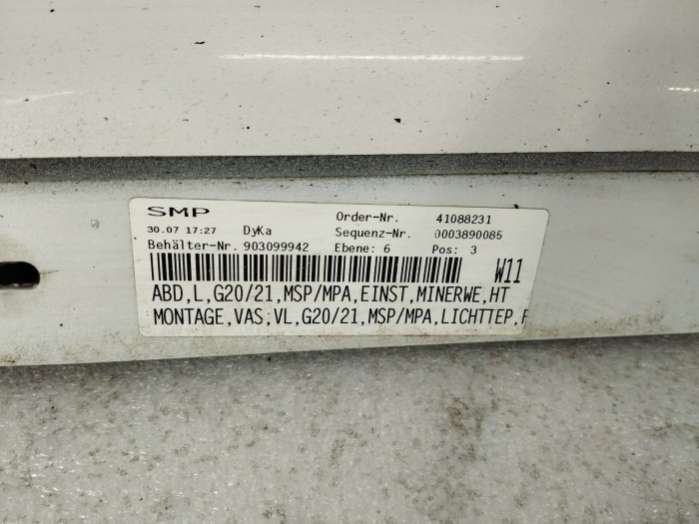 SMP
Order-Nr. 41088231
30.07 17:27 DyKa Sequenz-Nr. 0003890085
Behälter-Nr. 903099942 Ebene: 6 Pos: 3
W11
ABD,L,G20/21,MSP/MPA,EINST,MINERWE,HT
MONTAGE,VAS;VL,G20/21,MSP/MPA,LICHTTEP,F